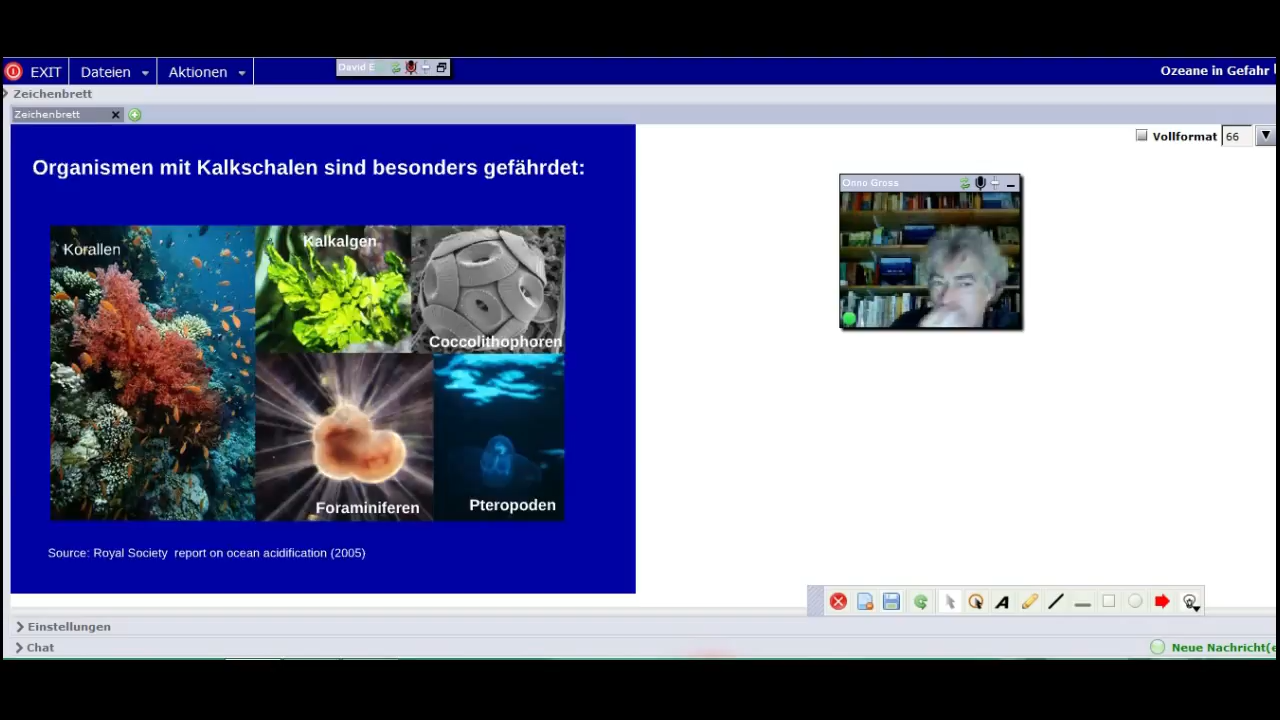 EXIT
Dateien
Aktionen
David E
Ozeane in Gefahr
Zeichenbrett
Zeichenbrett
Vollformat 66
Organismen mit Kalkschalen sind besonders gefährdet:
Onno Gross
Korallen
Kalkalgen
Coccolithophoren
Foraminiferen
Pteropoden
Source: Royal Society report on ocean acidification (2005)
A
Einstellungen
Chat
Neue Nachricht(e